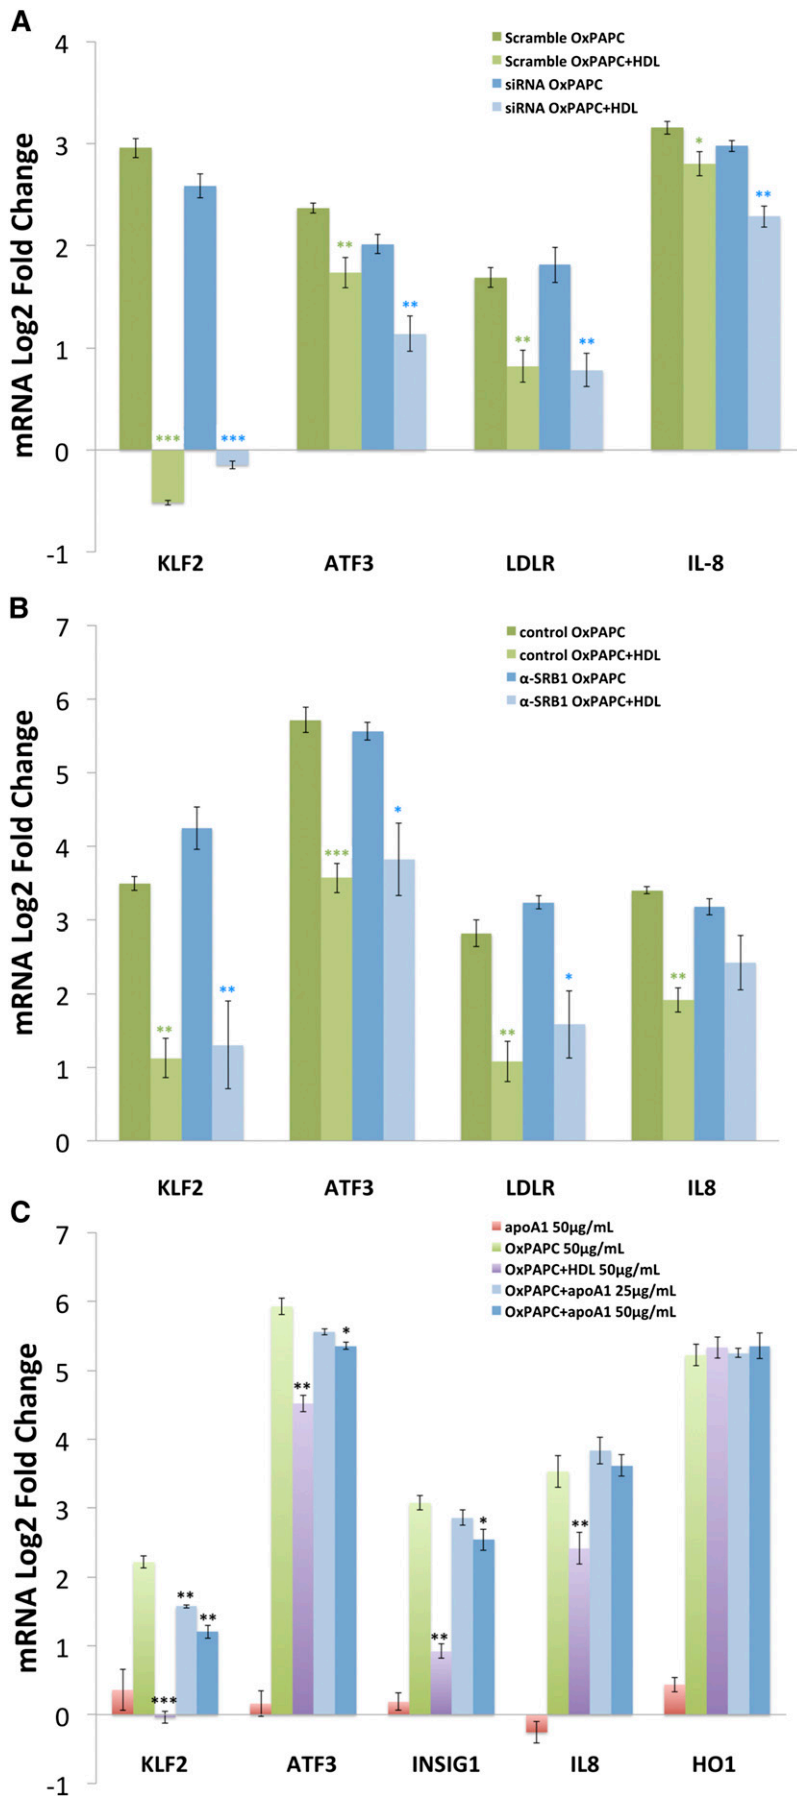 A
Scramble OxPAPC
Scramble OxPAPC+HDL
siRNA OxPAPC
siRNA OxPAPC+HDL
mRNA Log2 Fold Change
4
3
2
1
0
-1
***
***
**
**
**
**
*
**
KLF2 ATF3 LDLR IL-8
B
control OxPAPC
control OxPAPC+HDL
α-SRB1 OxPAPC
α-SRB1 OxPAPC+HDL
mRNA Log2 Fold Change
7
6
5
4
3
2
1
0
**
**
***
*
**
*
**
KLF2 ATF3 LDLR IL8
C
apoA1 50µg/mL
OxPAPC 50µg/mL
OxPAPC+HDL 50µg/mL
OxPAPC+apoA1 25µg/mL
OxPAPC+apoA1 50µg/mL
mRNA Log2 Fold Change
7
6
5
4
3
2
1
0
-1
***
**
**
**
*
**
*
**
KLF2 ATF3 INSIG1 IL8 HO1